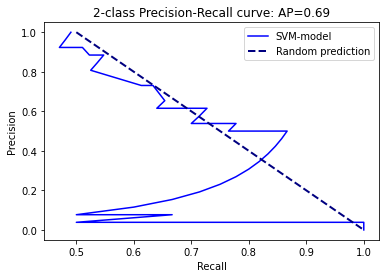 2-class Precision-Recall curve: AP=0.69
SVM-model
Random prediction
Precision
1.0
0.8
0.6
0.4
0.2
0.0
0.5 0.6 0.7 0.8 0.9 1.0
Recall